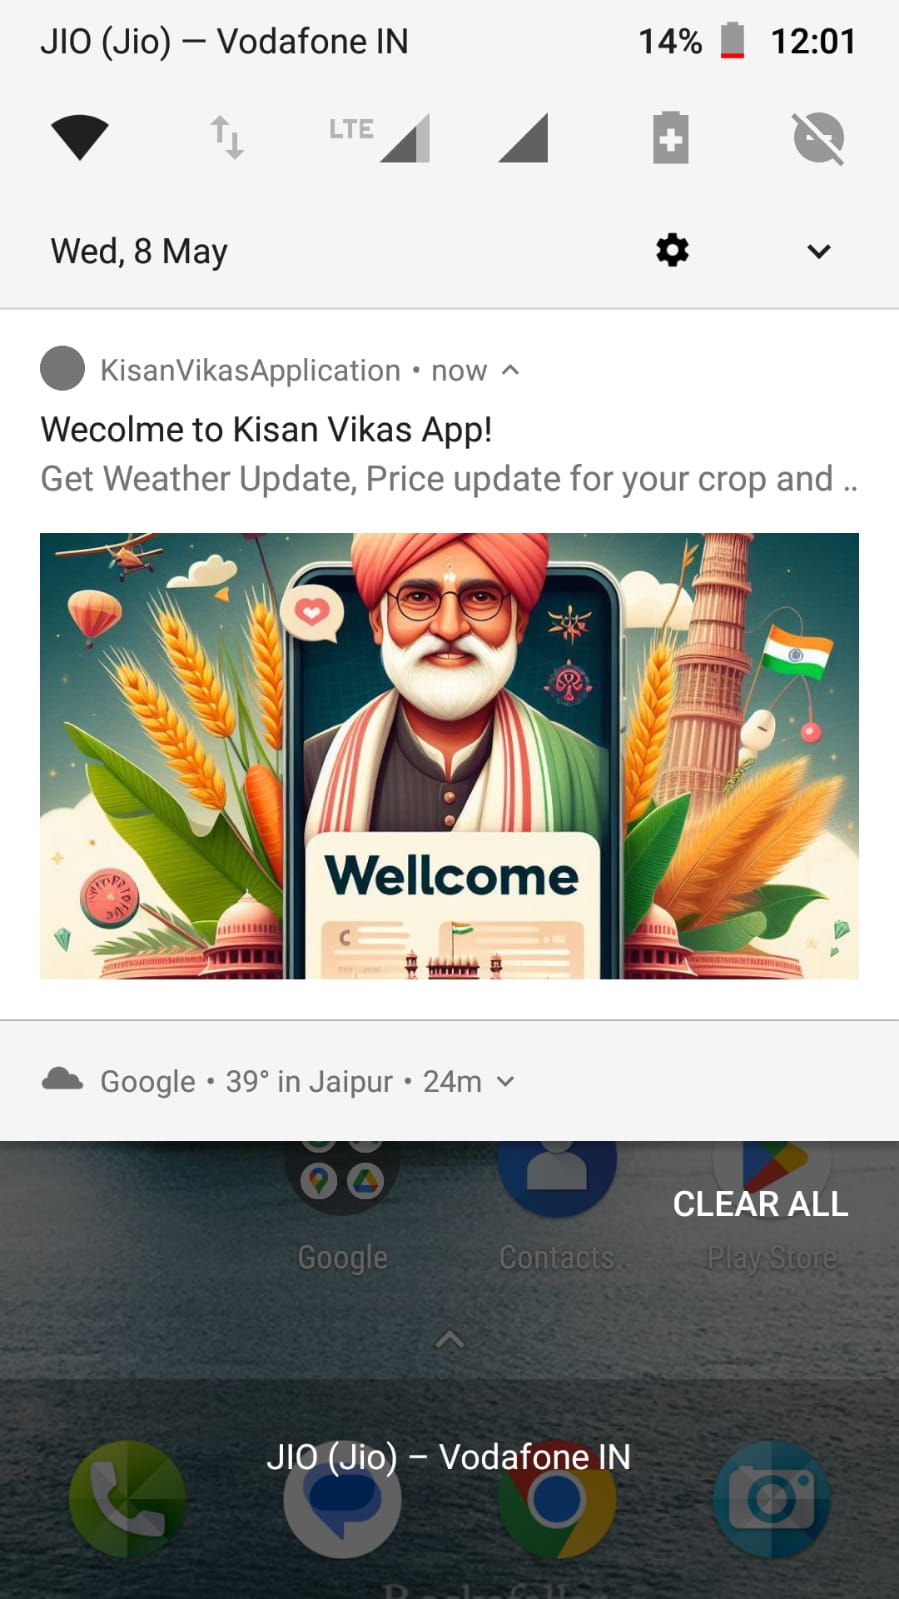 JIO (Jio) — Vodafone IN 14% 12:01
LTE
Wed, 8 May
KisanVikasApplication • now
Wecolme to Kisan Vikas App!
Get Weather Update, Price update for your crop and ..
Wellcome
Google • 39° in Jaipur • 24m
CLEAR ALL
Google Contacts Play Store
JIO (Jio) – Vodafone IN